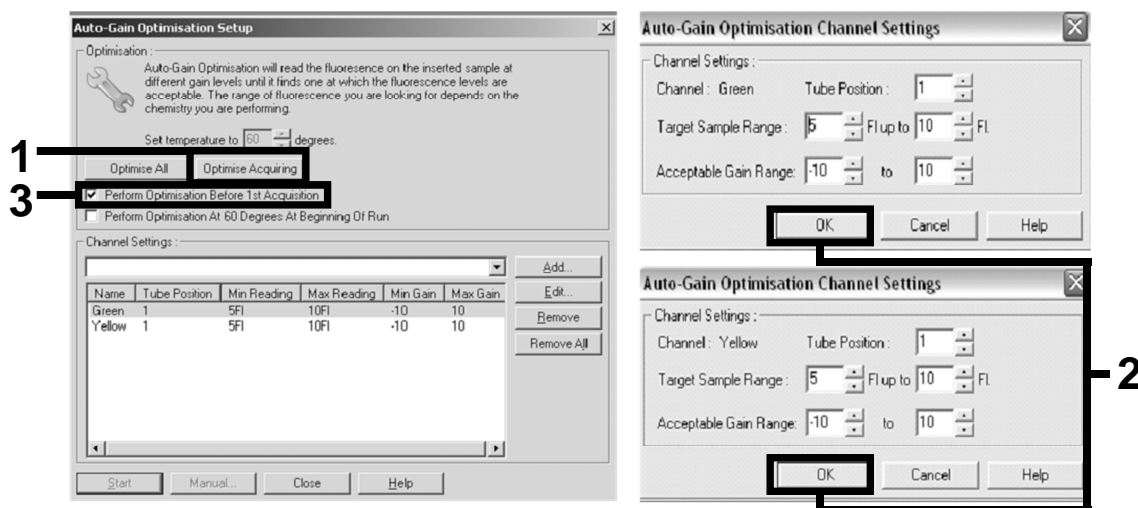 Auto-Gain Optimisation Setup
Optimisation :
Auto-Gain Optimisation will read the fluoresence on the inserted sample at
different gain levels until it finds one at which the fluorescence levels are
acceptable. The range of fluorescence you are looking for depends on the
chemistry you are performing.
Set temperature to 60 degrees.
1
Optimise All Optimise Acquiring
3
Perform Optimisation Before 1st Acquisition
Perform Optimisation At 60 Degrees At Beginning Of Run
Channel Settings :
Add...
Name Tube Position Min Reading Max Reading Min Gain Max Gain
Edit...
Green 1 5Fl 10Fl -10 10
Yellow 1 5Fl 10Fl -10 10
Remove
Remove All
Start Manual... Close Help
Auto-Gain Optimisation Channel Settings
Channel Settings :
Channel : Green Tube Position : 1
Target Sample Range : 5 Fl up to 10 Fl.
Acceptable Gain Range: -10 to 10
OK Cancel Help
Auto-Gain Optimisation Channel Settings
Channel Settings :
Channel : Yellow Tube Position : 1
Target Sample Range : 5 Fl up to 10 Fl.
Acceptable Gain Range: -10 to 10
OK Cancel Help
2